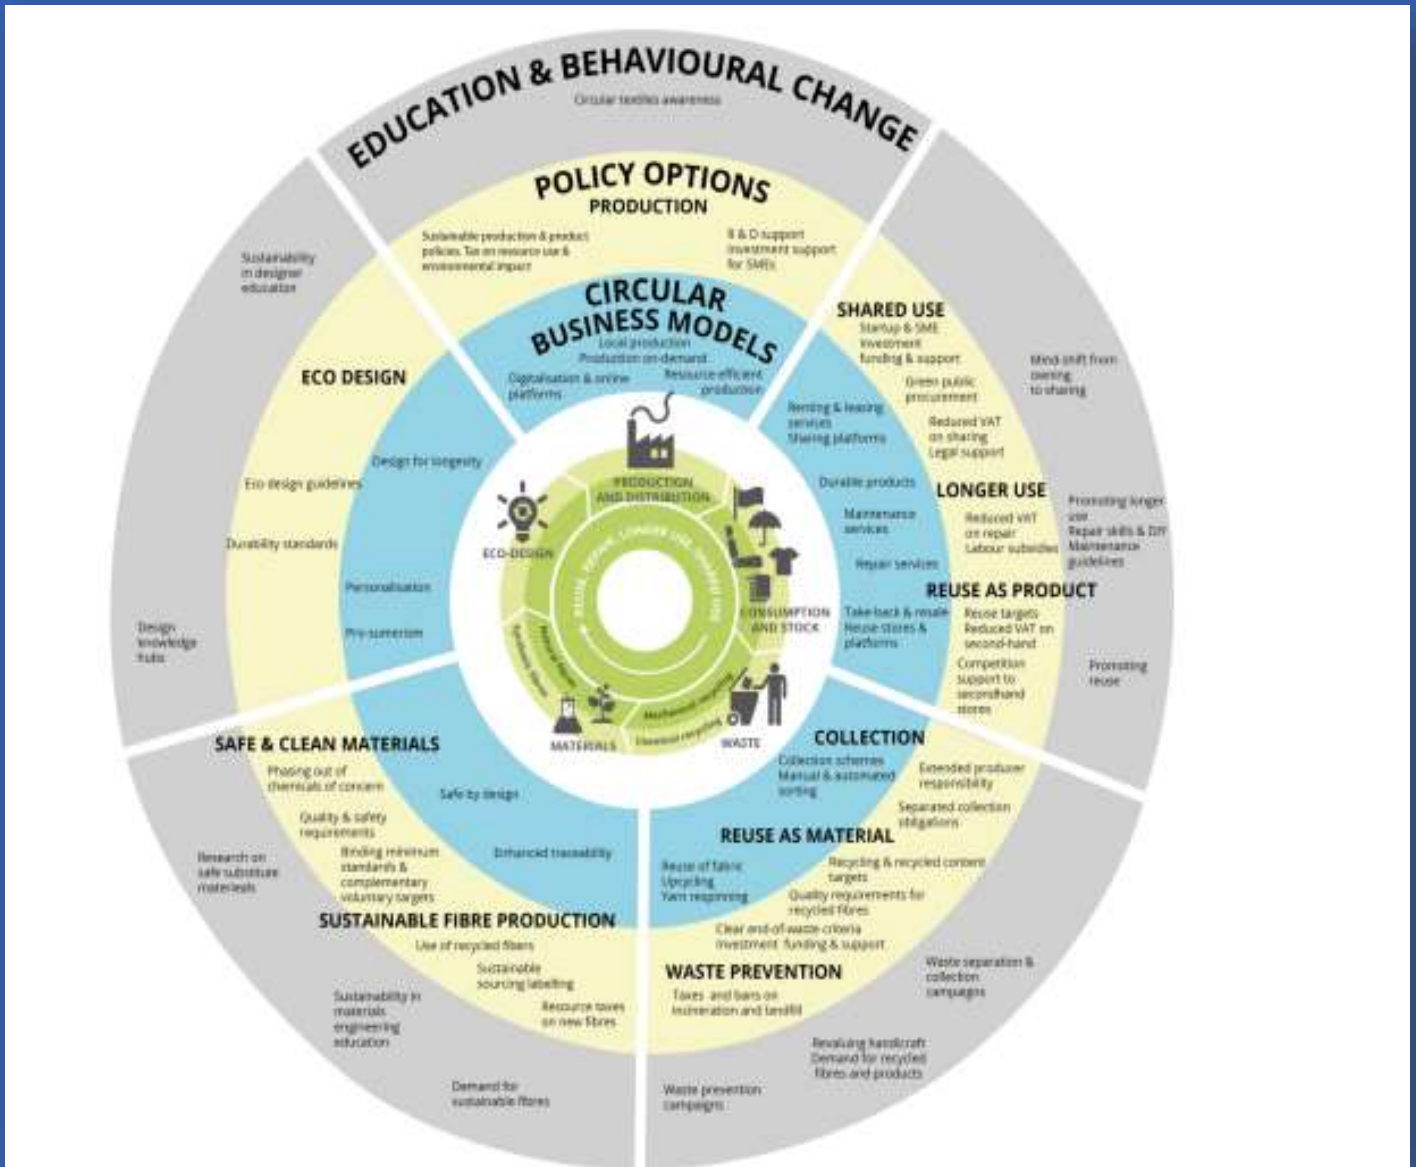 EDUCATION & BEHAVIOURAL CHANGE
Circular textiles awareness
POLICY OPTIONS
PRODUCTION
Sustainable production & product
policies. Tax on resource use &
environmental impact
R & D support
Investment support
for SMEs
CIRCULAR
BUSINESS MODELS
Local production
Production on-demand
Digitalisation & online
platforms
Resource efficient
production
SHARED USE
Startup & SME
Investment
funding & support
Green public
procurement
Reduced VAT
on sharing
Legal support
Mind-shift from
owning
to sharing
Renting & leasing
services
Sharing platforms
Durable products
LONGER USE
Maintenance
services
Reduced VAT
on repair
Labour subsidies
Promoting longer
use
Repair skills & DIY
Maintenance
guidelines
Repair services
REUSE AS PRODUCT
Take-back & resale
Reuse stores &
platforms
Reuse targets
Reduced VAT on
second-hand
Competition
support to
secondhand
stores
Promoting
reuse
COLLECTION
Collection schemes
Manual & automated
sorting
Extended producer
responsibility
Separated collection
obligations
REUSE AS MATERIAL
Reuse of fabric
Upcycling
Yarn respinning
Recycling & recycled content
targets
Quality requirements for
recycled fibres
Clear end-of-waste criteria
Investment funding & support
WASTE PREVENTION
Taxes and bans on
incineration and landfill
Waste separation &
collection
campaigns
Revaluing handicraft
Demand for recycled
fibres and products
Waste prevention
campaigns
SAFE & CLEAN MATERIALS
Phasing out of
chemicals of concern
Quality & safety
requirements
Binding minimum
standards &
complementary
voluntary targets
Safe by design
Enhanced traceability
Research on
safe substitute
materieals
SUSTAINABLE FIBRE PRODUCTION
Use of recycled fibers
Sustainable
sourcing labelling
Resource taxes
on new fibres
Sustainability in
materials
engineering
education
Demand for
sustainable fibres
ECO DESIGN
Sustainability
in designer
education
Design for longevity
Eco design guidelines
Durability standards
Personalisation
Pro-sumerism
Design
knowledge
hubs
PRODUCTION
AND DISTRIBUTION
ECO-DESIGN
CONSUMPTION
AND STOCK
WASTE
MATERIALS
REUSE, REPAIR, LONGER USE, SHARED USE
Mechanical recycling
Chemical recycling